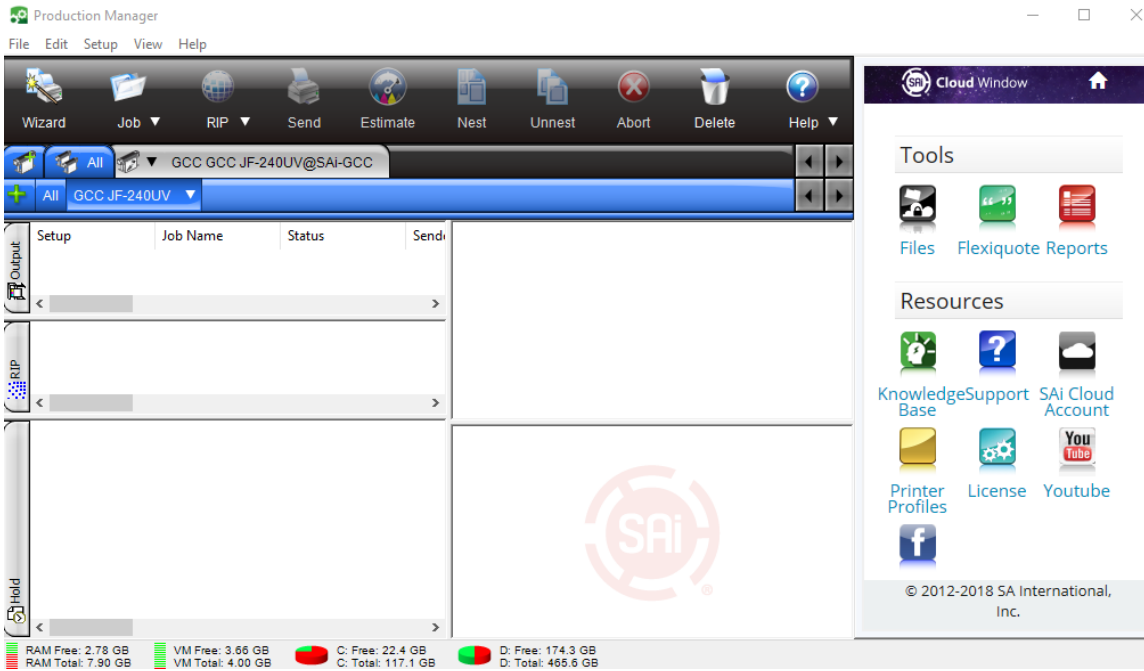 Production Manager
File Edit Setup View Help
Wizard Job ▼ RIP ▼ Send Estimate Nest Unnest Abort Delete Help ▼
All ▼ GCC GCC JF-240UV@SAi-GCC
All GCC JF-240UV ▼
Setup Job Name Status Sende
Output
RIP
Hold
SAi
®
SAi Cloud Window
Tools
Files Flexiquote Reports
Resources
Knowledge Base
Support
SAi Cloud Account
You Tube
Printer Profiles
License
Youtube
f
© 2012-2018 SA International,
Inc.
RAM Free: 2.78 GB VM Free: 3.66 GB C: Free: 22.4 GB D: Free: 174.3 GB
RAM Total: 7.90 GB VM Total: 4.00 GB C: Total: 117.1 GB D: Total: 465.6 GB